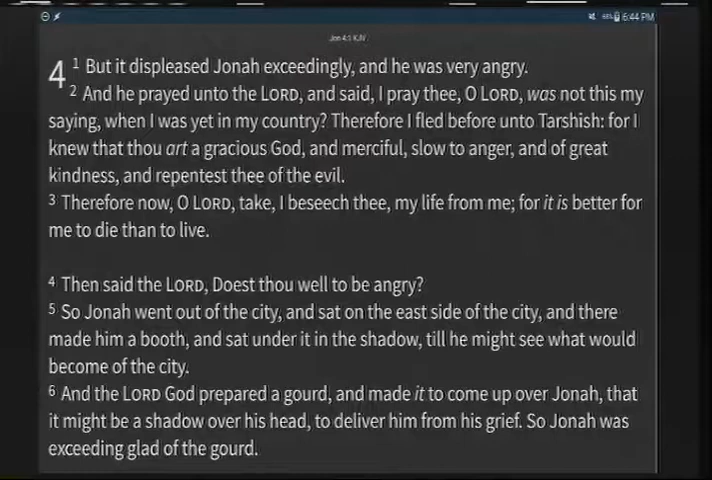 6:44 PM
Jon 4:1 KJV
4 1 But it displeased Jonah exceedingly, and he was very angry.
2 And he prayed unto the LORD, and said, I pray thee, O LORD, was not this my
saying, when I was yet in my country? Therefore I fled before unto Tarshish: for I
knew that thou art a gracious God, and merciful, slow to anger, and of great
kindness, and repentest thee of the evil.
3 Therefore now, O LORD, take, I beseech thee, my life from me; for it is better for
me to die than to live.
4 Then said the LORD, Doest thou well to be angry?
5 So Jonah went out of the city, and sat on the east side of the city, and there
made him a booth, and sat under it in the shadow, till he might see what would
become of the city.
6 And the LORD God prepared a gourd, and made it to come up over Jonah, that
it might be a shadow over his head, to deliver him from his grief. So Jonah was
exceeding glad of the gourd.